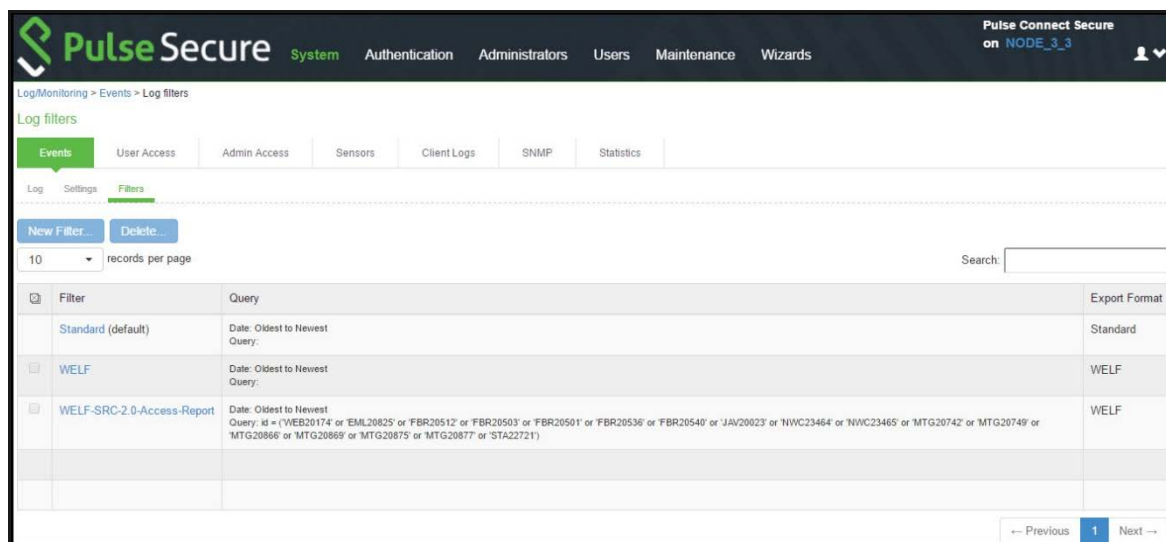 Pulse Secure System Authentication Administrators Users Maintenance Wizards
Pulse Connect Secure
on NODE_3_3
Log/Monitoring > Events > Log filters
Log filters
Events User Access Admin Access Sensors Client Logs SNMP Statistics
Log Settings Filters
New Filter... Delete...
10 records per page Search:
Filter Query Export Format
Standard (default) Date: Oldest to Newest Standard
Query:
WELF Date: Oldest to Newest WELF
Query:
WELF-SRC-2.0-Access-Report Date: Oldest to Newest WELF
Query: id = ('WEB20174' or 'EML20825' or 'FBR20512' or 'FBR20503' or 'FBR20501' or 'FBR20536' or 'FBR20540' or 'JAV20023' or 'NWC23464' or 'NWC23465' or 'MTG20742' or 'MTG20749' or
'MTG20866' or 'MTG20869' or 'MTG20875' or 'MTG20877' or 'STA22721')
← Previous 1 Next →